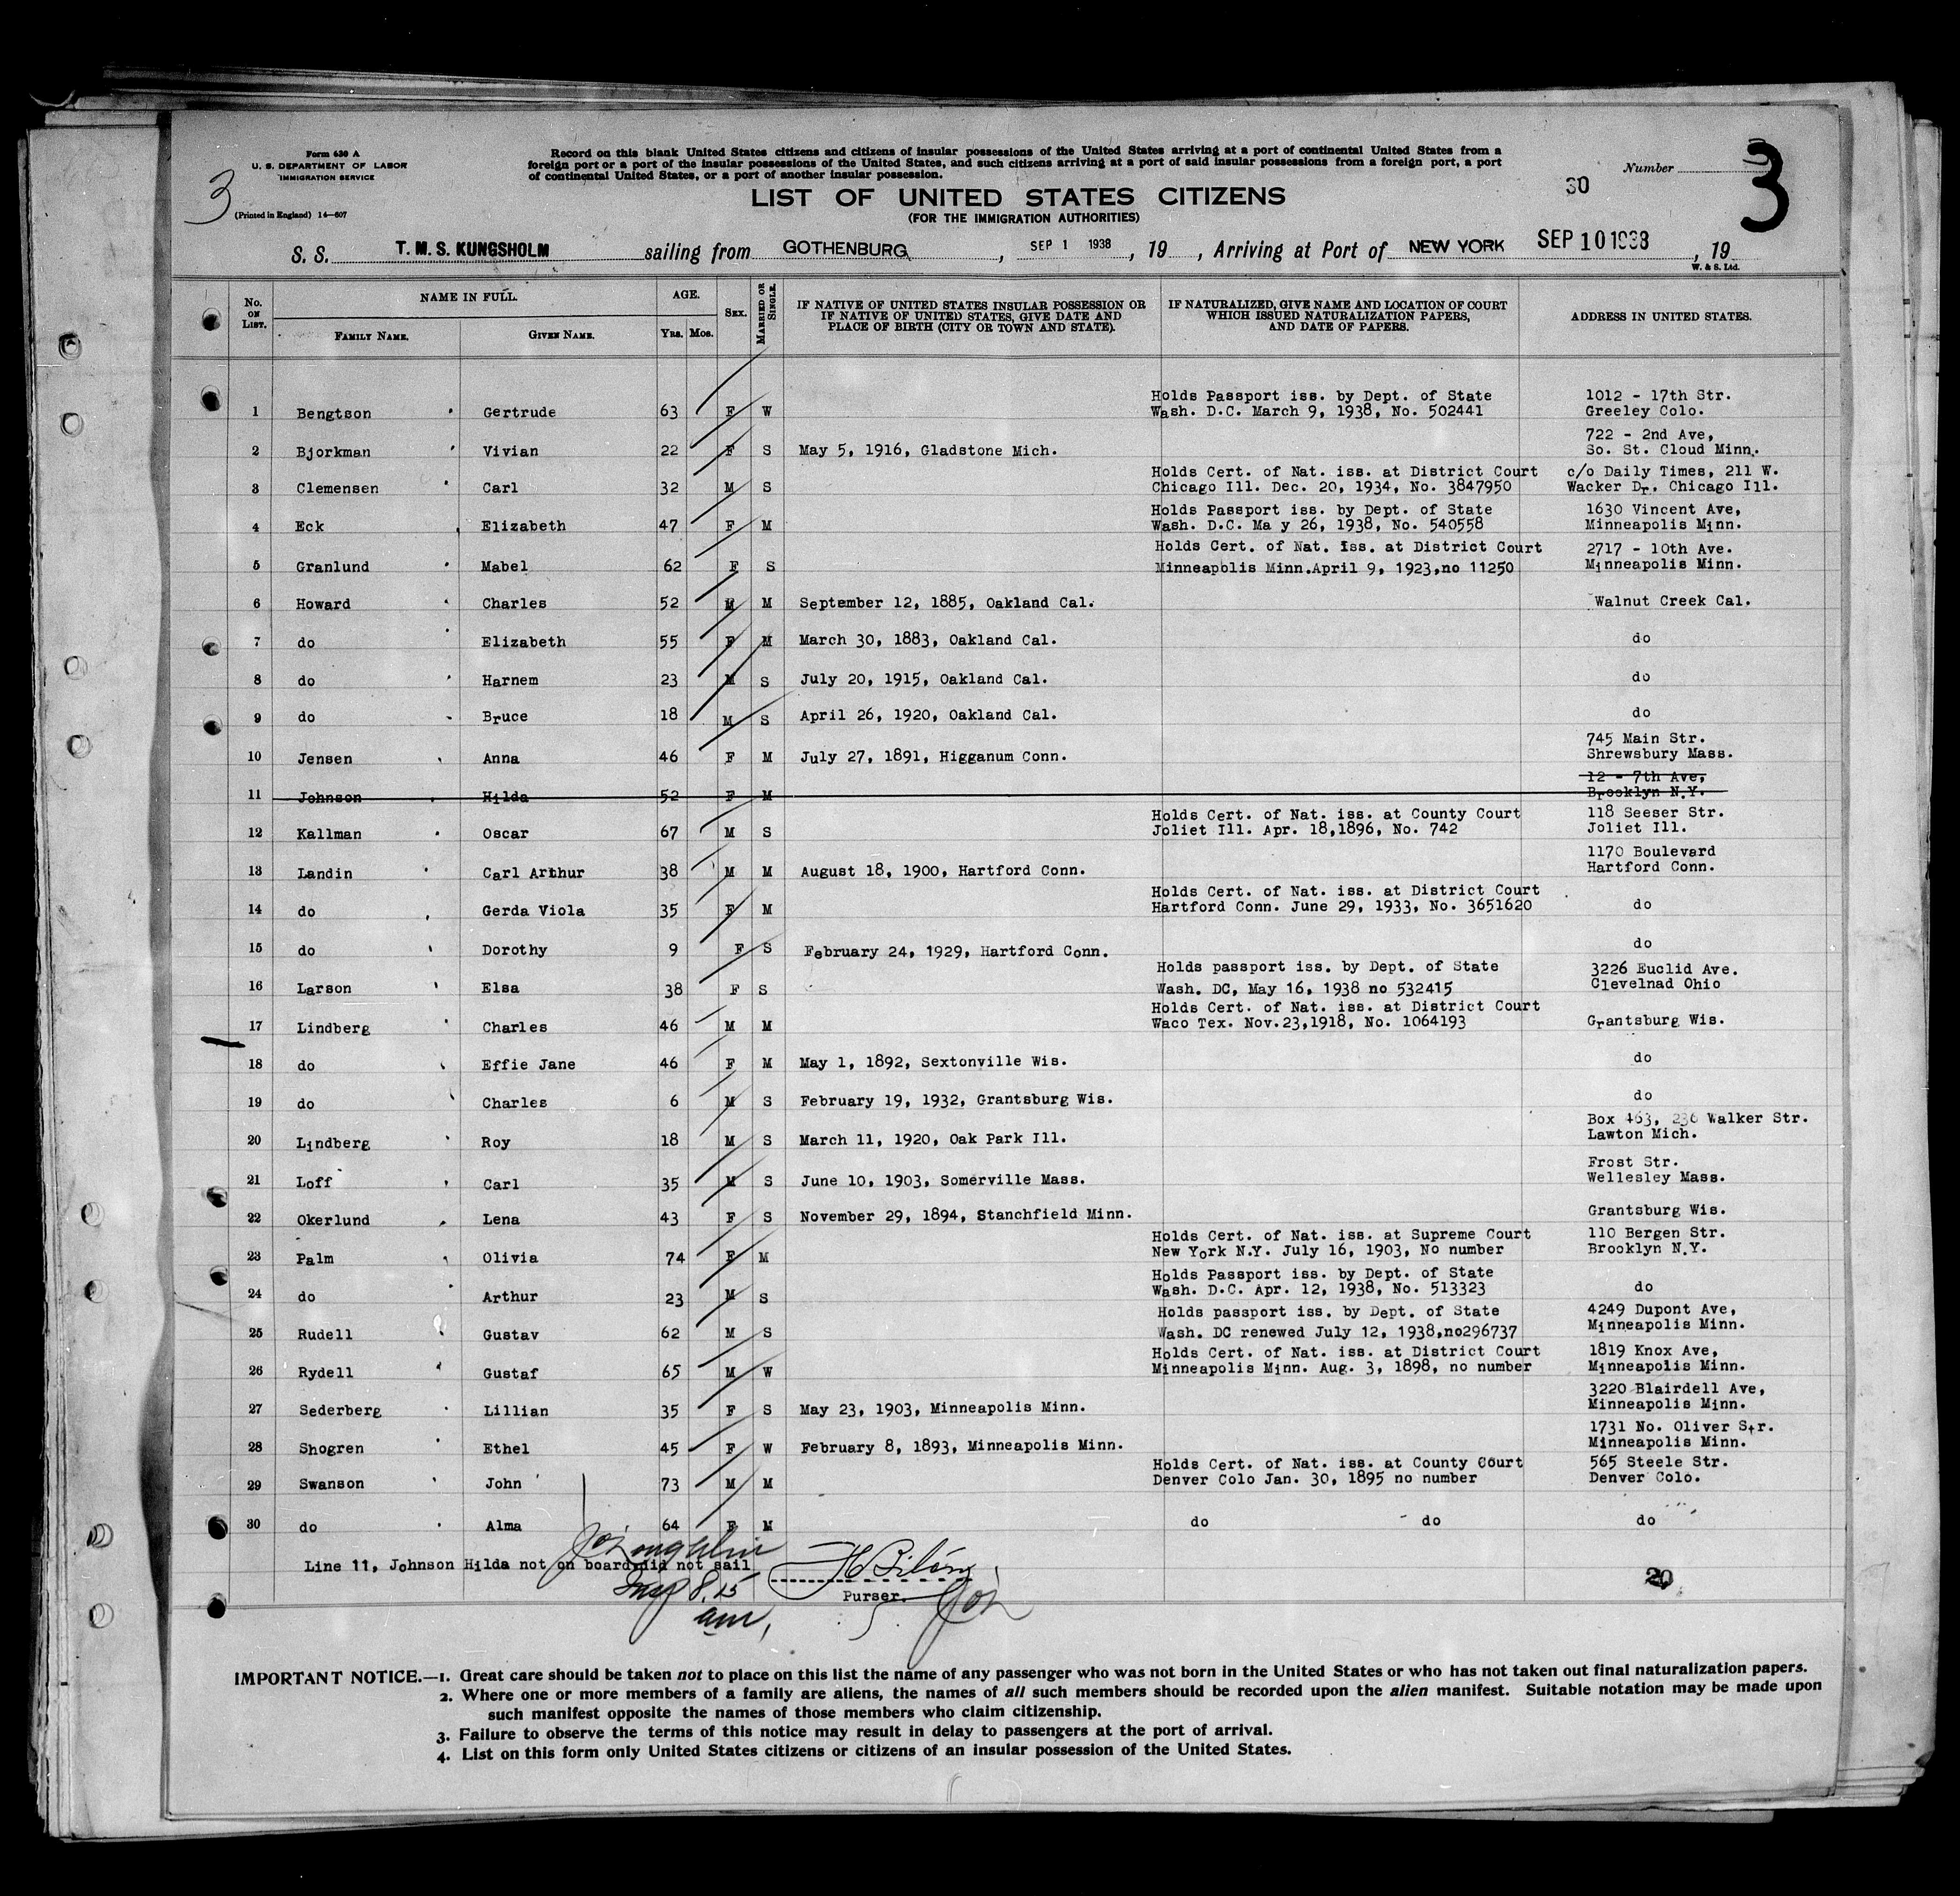 Form 630 A
U. S. DEPARTMENT OF LABOR
IMMIGRATION SERVICE
3
(Printed in England) 14—607
Record on this blank United States citizens and citizens of insular possessions of the United States arriving at a port of continental United States from a
foreign port or a port of the insular possessions of the United States, and such citizens arriving at a port of said insular possessions from a foreign port, a port
of continental United States, or a port of another insular possession.
LIST OF UNITED STATES CITIZENS
(FOR THE IMMIGRATION AUTHORITIES)
30
Number 3
S. S. T. M. S. KUNGSHOLM sailing from GOTHENBURG, SEP 1 1938, 19 , Arriving at Port of NEW YORK SEP 10 1938, 19
W. & S. Ltd.
No. ON LIST. NAME IN FULL. FAMILY NAME. GIVEN NAME. AGE. Yrs. Mos. SEX. MARRIED OR SINGLE.
IF NATIVE OF UNITED STATES INSULAR POSSESSION OR
IF NATIVE OF UNITED STATES, GIVE DATE AND
PLACE OF BIRTH (CITY OR TOWN AND STATE).
IF NATURALIZED, GIVE NAME AND LOCATION OF COURT
WHICH ISSUED NATURALIZATION PAPERS,
AND DATE OF PAPERS.
ADDRESS IN UNITED STATES.
Holds Passport iss. by Dept. of State 1012 - 17th Str.
1 Bengtson Gertrude 63 F W Wash. D.C. March 9, 1938, No. 502441 Greeley Colo.
722 - 2nd Ave,
2 Bjorkman Vivian 22 F S May 5, 1916, Gladstone Mich. So. St. Cloud Minn.
Holds Cert. of Nat. iss. at District Court c/o Daily Times, 211 W.
3 Clemensen Carl 32 M S Chicago Ill. Dec. 20, 1934, No. 3847950 Wacker Dr. Chicago Ill.
Holds Passport iss. by Dept. of State 1630 Vincent Ave,
4 Eck Elizabeth 47 F M Wash. D.C. Ma y 26, 1938, No. 540558 Minneapolis Minn.
Holds Cert. of Nat. Iss. at District Court 2717 - 10th Ave.
5 Granlund Mabel 62 F S Minneapolis Minn.April 9, 1923,no 11250 Minneapolis Minn.
6 Howard Charles 52 M M September 12, 1885, Oakland Cal. Walnut Creek Cal.
7 do Elizabeth 55 F M March 30, 1883, Oakland Cal. do
8 do Harnem 23 M S July 20, 1915, Oakland Cal. do
9 do Bruce 18 M S April 26, 1920, Oakland Cal. do
745 Main Str.
10 Jensen Anna 46 F M July 27, 1891, Higganum Conn. Shrewsbury Mass.
12 - 7th Ave,
11 Johnson Hilda 52 F M Brooklyn N.Y.
Holds Cert. of Nat. iss. at County Court 118 Seeser Str.
12 Kallman Oscar 67 M S Joliet Ill. Apr. 18,1896, No. 742 Joliet Ill.
1170 Boulevard
13 Landin Carl Arthur 38 M M August 18, 1900, Hartford Conn. Hartford Conn.
Holds Cert. of Nat. iss. at District Court
14 do Gerda Viola 35 F M Hartford Conn. June 29, 1933, No. 3651620 do
15 do Dorothy 9 F S February 24, 1929, Hartford Conn. do
Holds passport iss. by Dept. of State 3226 Euclid Ave.
16 Larson Elsa 38 F S Wash. DC, May 16, 1938 no 532415 Clevelnad Ohio
Holds Cert. of Nat. iss. at District Court
17 Lindberg Charles 46 M M Waco Tex. Nov.23,1918, No. 1064193 Grantsburg Wis.
18 do Effie Jane 46 F M May 1, 1892, Sextonville Wis. do
19 do Charles 6 M S February 19, 1932, Grantsburg Wis. do
Box 463, 236 Walker Str.
20 Lindberg Roy 18 M S March 11, 1920, Oak Park Ill. Lawton Mich.
Frost Str.
21 Loff Carl 35 M S June 10, 1903, Somerville Mass. Wellesley Mass.
22 Okerlund Lena 43 F S November 29, 1894, Stanchfield Minn. Grantsburg Wis.
Holds Cert. of Nat. iss. at Supreme Court 110 Bergen Str.
23 Palm Olivia 74 F M New York N.Y. July 16, 1903, No number Brooklyn N.Y.
Holds Passport iss. by Dept. of State
24 do Arthur 23 M S Wash. D.C. Apr. 12, 1938, No. 513323 do
Holds passport iss. by Dept. of State 4249 Dupont Ave,
25 Rudell Gustav 62 M S Wash. DC renewed July 12, 1938,no296737 Minneapolis Minn.
Holds Cert. of Nat. iss. at District Court 1819 Knox Ave,
26 Rydell Gustaf 65 M W Minneapolis Minn. Aug. 3, 1898, no number Minneapolis Minn.
3220 Blairdell Ave,
27 Sederberg Lillian 35 F S May 23, 1903, Minneapolis Minn. Minneapolis Minn.
1731 No. Oliver Str.
28 Shogren Ethel 45 F W February 8, 1893, Minneapolis Minn. Minneapolis Minn.
Holds Cert. of Nat. iss. at County Court 565 Steele Str.
29 Swanson John 73 M M Denver Colo Jan. 30, 1895 no number Denver Colo.
30 do Alma 64 F M do do do
Line 11, Johnson Hilda not on board did not sail
Insp 8.15
am,
Purser.
20
IMPORTANT NOTICE.—1. Great care should be taken not to place on this list the name of any passenger who was not born in the United States or who has not taken out final naturalization papers.
2. Where one or more members of a family are aliens, the names of all such members should be recorded upon the alien manifest. Suitable notation may be made upon
such manifest opposite the names of those members who claim citizenship.
3. Failure to observe the terms of this notice may result in delay to passengers at the port of arrival.
4. List on this form only United States citizens or citizens of an insular possession of the United States.